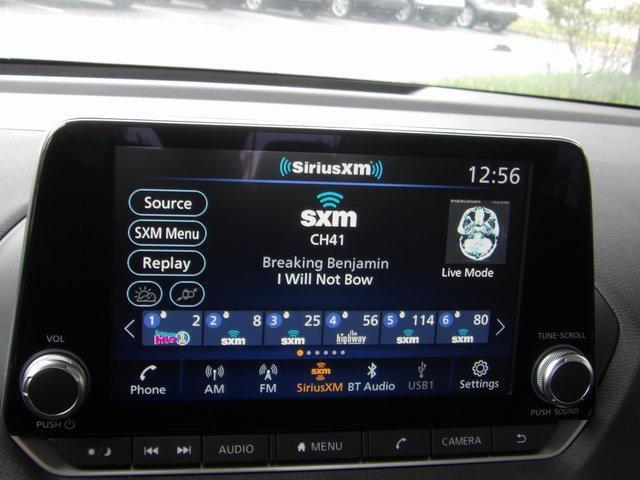 SiriusXM
12:56
Source
SXM Menu
Replay
sxm
CH41
Breaking Benjamin
I Will Not Bow
Live Mode
1 2
2 8 sxm
3 25 sxm
4 56 the highway
5 114 sxm
6 80 sxm
Phone
AM
FM
sxm SiriusXM
BT Audio
USB1
Settings
VOL
PUSH
TUNE·SCROLL
PUSH SOUND
AUDIO
MENU
CAMERA